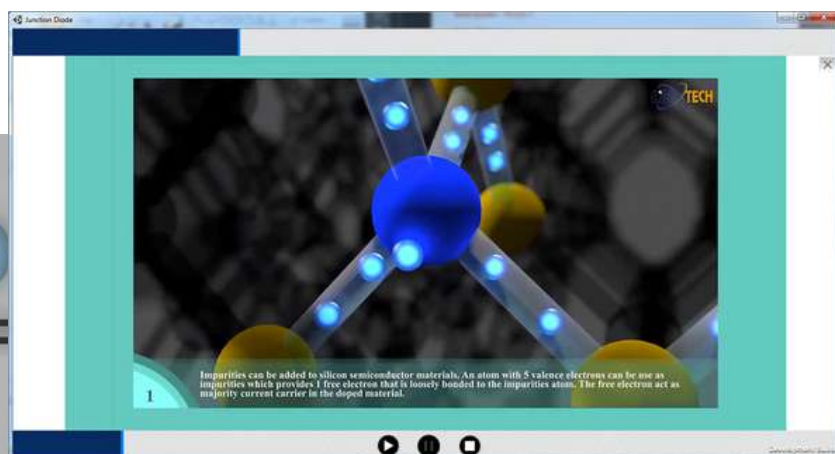 Junction Diode
TECH
Impurities can be added to silicon semiconductor materials. An atom with 5 valence electrons can be use as
impurities which provides 1 free electron that is loosely bonded to the impurities atom. The free electron act as
majority current carrier in the doped material.
1